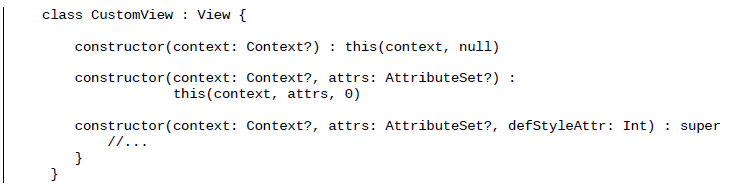 class CustomView : View {
constructor(context: Context?) : this(context, null)
constructor(context: Context?, attrs: AttributeSet?) :
this(context, attrs, 0)
constructor(context: Context?, attrs: AttributeSet?, defStyleAttr: Int) : super
//...
}
}